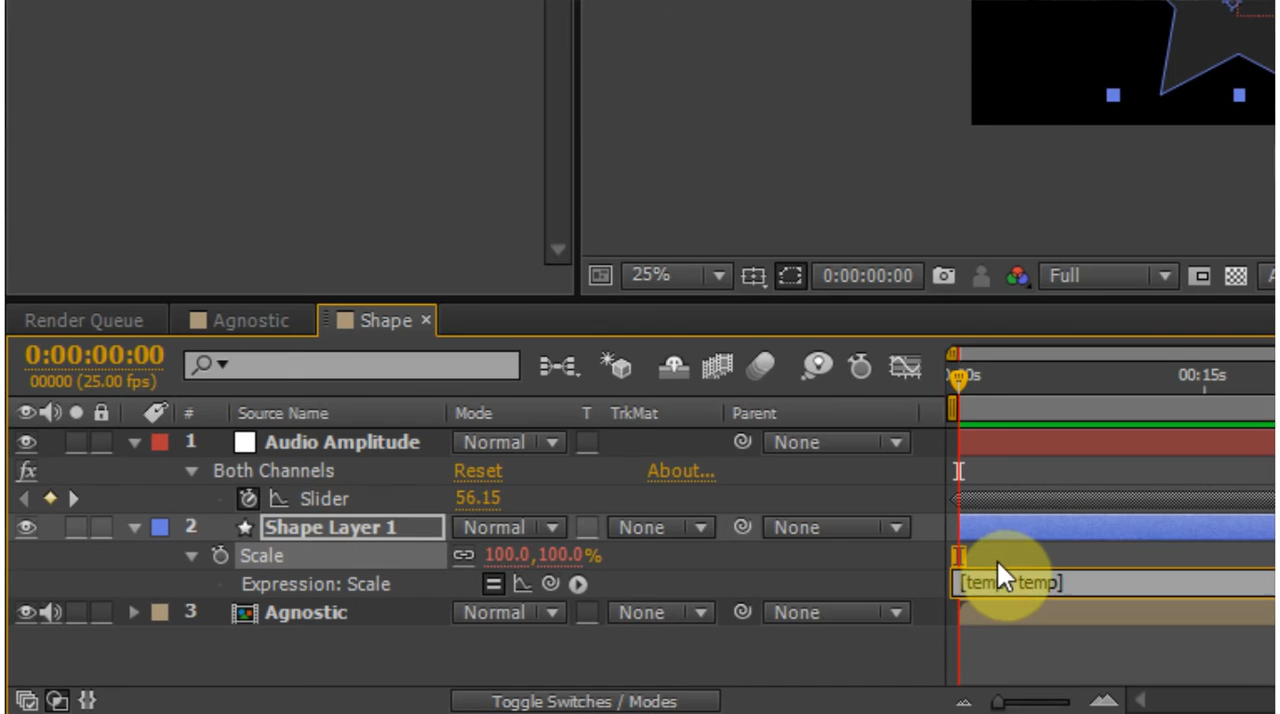 25%
0:00:00:00
Full
Render Queue
Agnostic
Shape ×
0:00:00:00
00000 (25.00 fps)
00:15s
# Source Name Mode T TrkMat Parent
1 Audio Amplitude Normal None
fx Both Channels Reset About...
Slider 56.15
2 Shape Layer 1 Normal None None
Scale 100.0,100.0%
Expression: Scale
3 Agnostic Normal None None
Toggle Switches / Modes